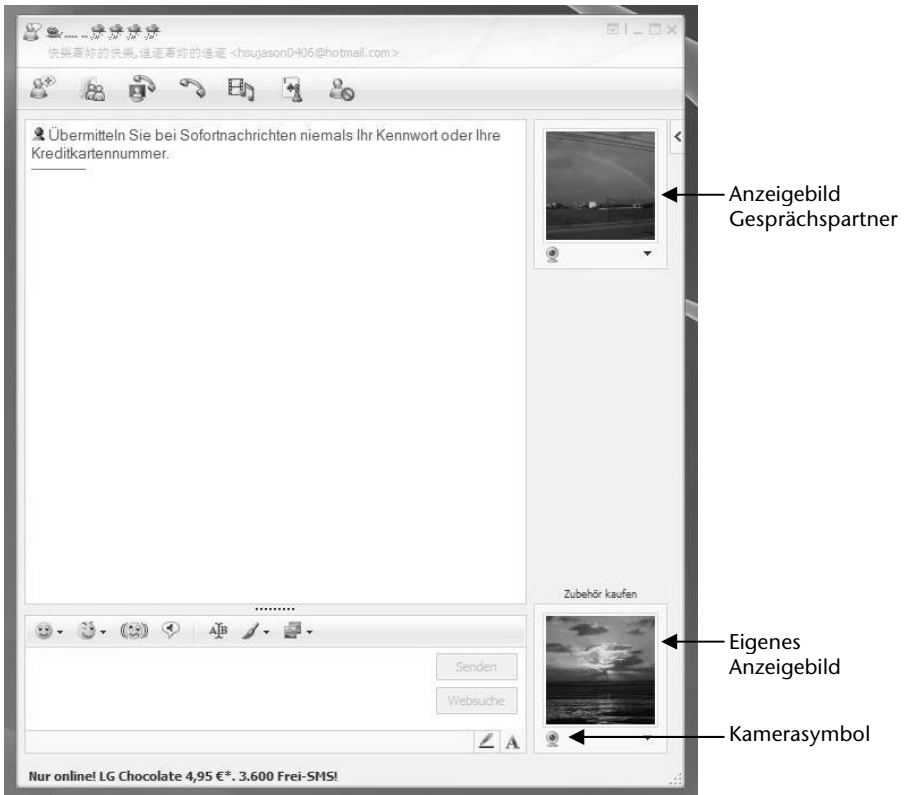 快樂著妳的快樂,追逐著妳的追逐 <hsujason0406@hotmail.com>
Übermitteln Sie bei Sofortnachrichten niemals Ihr Kennwort oder Ihre
Kreditkartennummer.
Anzeigebild
Gesprächspartner
Zubehör kaufen
Eigenes
Anzeigebild
Senden
Websuche
Kamerasymbol
Nur online! LG Chocolate 4,95 €*. 3.600 Frei-SMS!